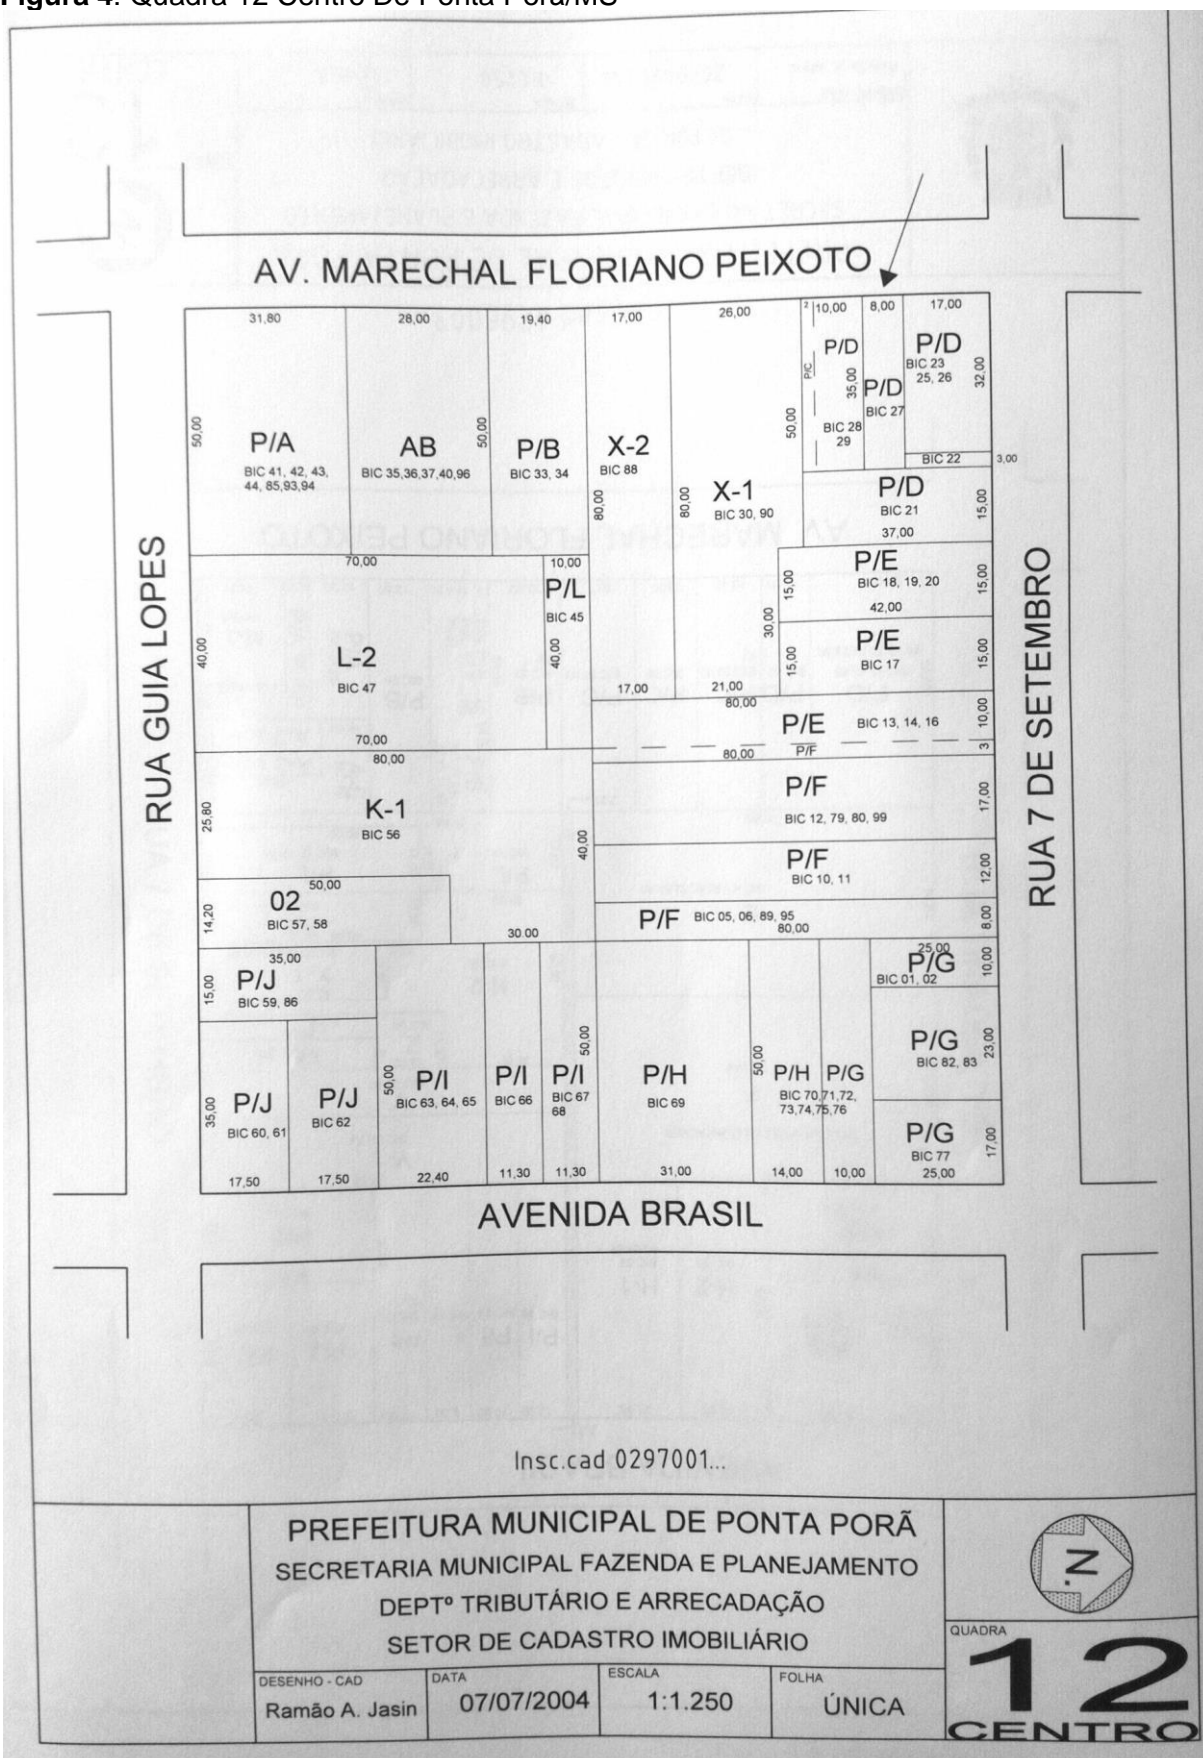 Figura 4. Quadra 12 Centro De Ponta Porã/MS
AV. MARECHAL FLORIANO PEIXOTO
31,80
28,00
19,40
17,00
26,00
2
10,00
8,00
17,00
P/D
P/C
35,00
BIC 28
29
P/D
BIC 27
P/D
BIC 23
25, 26
32,00
BIC 22
3,00
50,00
P/A
BIC 41, 42, 43,
44, 85,93,94
AB
BIC 35,36,37,40,96
50,00
P/B
BIC 33, 34
X-2
BIC 88
80,00
80,00
X-1
BIC 30, 90
50,00
P/D
BIC 21
37,00
15,00
RUA GUIA LOPES
70,00
10,00
P/L
BIC 45
40,00
40,00
L-2
BIC 47
17,00
21,00
30,00
15,00
P/E
BIC 18, 19, 20
42,00
15,00
15,00
P/E
BIC 17
15,00
RUA 7 DE SETEMBRO
80,00
P/E
BIC 13, 14, 16
10,00
70,00
80,00
80,00
P/F
3
25,80
K-1
BIC 56
40,00
P/F
BIC 12, 79, 80, 99
17,00
P/F
BIC 10, 11
12,00
50,00
14,20
02
BIC 57, 58
30.00
P/F
BIC 05, 06, 89, 95
80,00
8,00
35,00
15,00
P/J
BIC 59, 86
25,00
P/G
BIC 01, 02
10,00
P/G
BIC 82, 83
23,00
35,00
P/J
BIC 60, 61
P/J
BIC 62
50,00
P/I
BIC 63, 64, 65
P/I
BIC 66
P/I
BIC 67
68
50,00
P/H
BIC 69
50,00
P/H
P/G
BIC 70,71,72,
73,74,75,76
P/G
BIC 77
17,00
17,50
17,50
22,40
11,30
11,30
31,00
14,00
10,00
25,00
AVENIDA BRASIL
Insc.cad 0297001...
PREFEITURA MUNICIPAL DE PONTA PORÃ
SECRETARIA MUNICIPAL FAZENDA E PLANEJAMENTO
DEPTº TRIBUTÁRIO E ARRECADAÇÃO
SETOR DE CADASTRO IMOBILIÁRIO
DESENHO - CAD
Ramão A. Jasin
DATA
07/07/2004
ESCALA
1:1.250
FOLHA
ÚNICA
N.
QUADRA
12
CENTRO